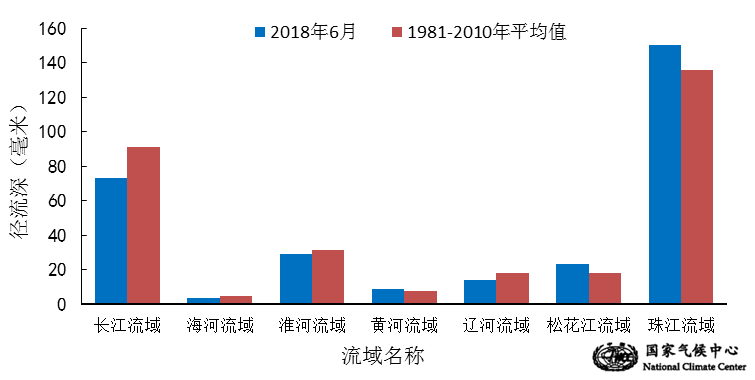 2018年6月 1981-2010年平均值
160
140
120
100
80
60
40
20
0
径流深（毫米）
长江流域 海河流域 淮河流域 黄河流域 辽河流域 松花江流域 珠江流域
流域名称
国家气候中心
National Climate Center